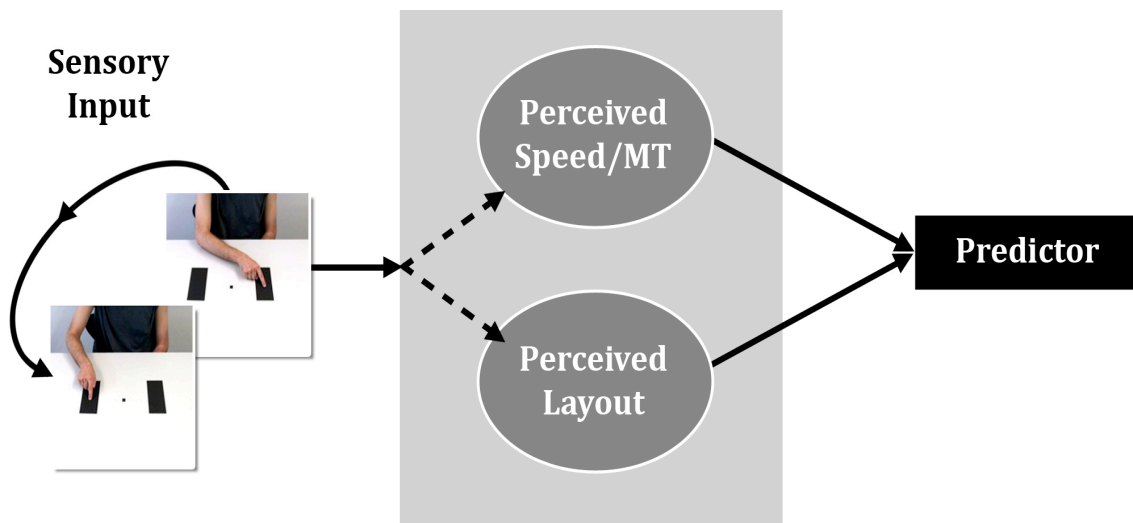 Sensory
Input
Perceived
Speed/MT
Perceived
Layout
Predictor